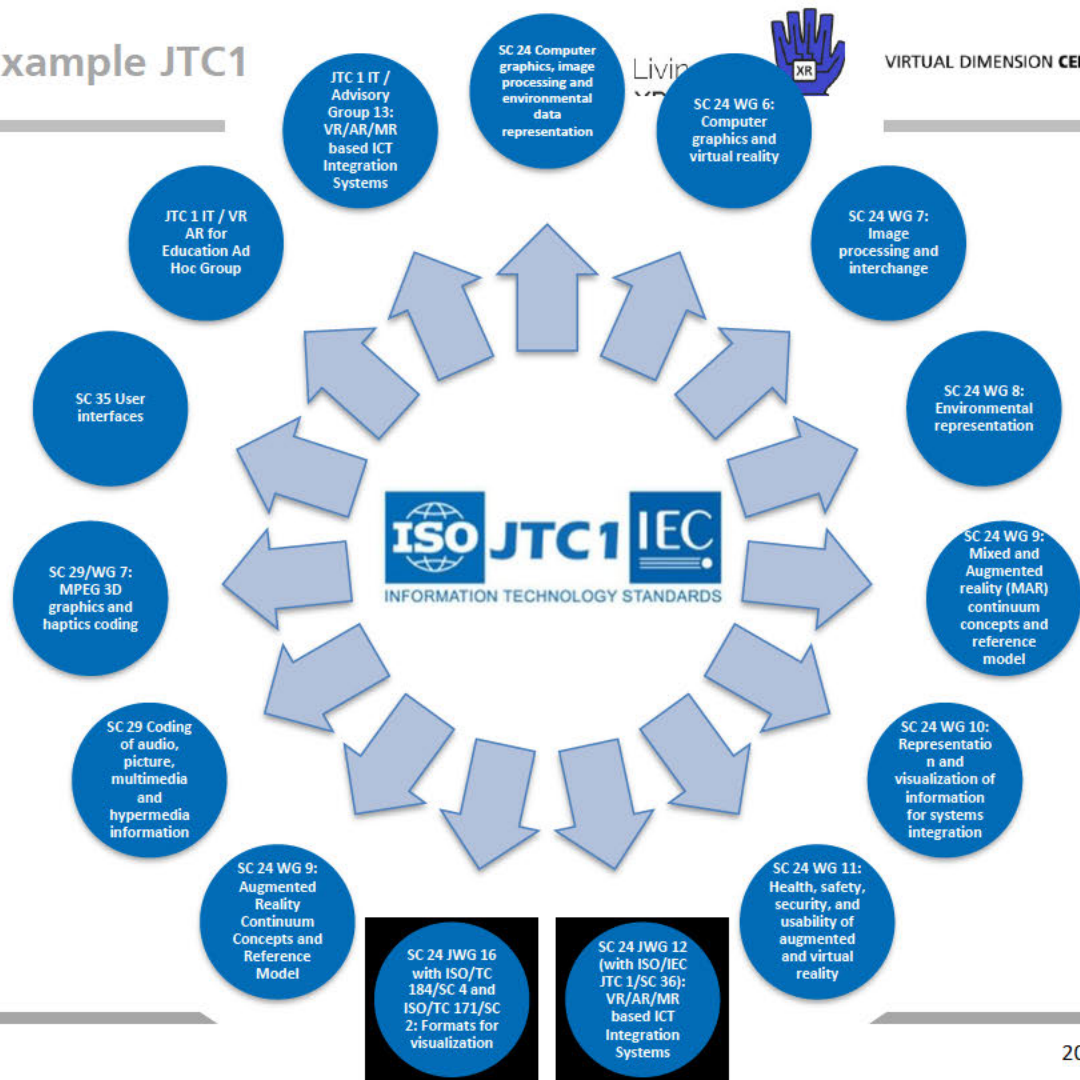 xample JTC1
VIRTUAL DIMENSION CE
XR
SC 24 Computer
graphics, image
processing and
environmental
data
representation
SC 24 WG 6:
Computer
graphics and
virtual reality
SC 24 WG 7:
Image
processing and
interchange
SC 24 WG 8:
Environmental
representation
SC 24 WG 9:
Mixed and
Augmented
reality (MAR)
continuum
concepts and
reference
model
SC 24 WG 10:
Representatio
n and
visualization of
information
for systems
integration
SC 24 WG 11:
Health, safety,
security, and
usability of
augmented
and virtual
reality
SC 24 JWG 12
(with ISO/IEC
JTC 1/SC 36):
VR/AR/MR
based ICT
Integration
Systems
SC 24 JWG 16
with ISO/TC
184/SC 4 and
ISO/TC 171/SC
2: Formats for
visualization
SC 24 WG 9:
Augmented
Reality
Continuum
Concepts and
Reference
Model
SC 29 Coding
of audio,
picture,
multimedia
and
hypermedia
information
SC 29/WG 7:
MPEG 3D
graphics and
haptics coding
SC 35 User
interfaces
JTC 1 IT / VR
AR for
Education Ad
Hoc Group
JTC 1 IT /
Advisory
Group 13:
VR/AR/MR
based ICT
Integration
Systems
ISO JTC1 IEC
INFORMATION TECHNOLOGY STANDARDS
20